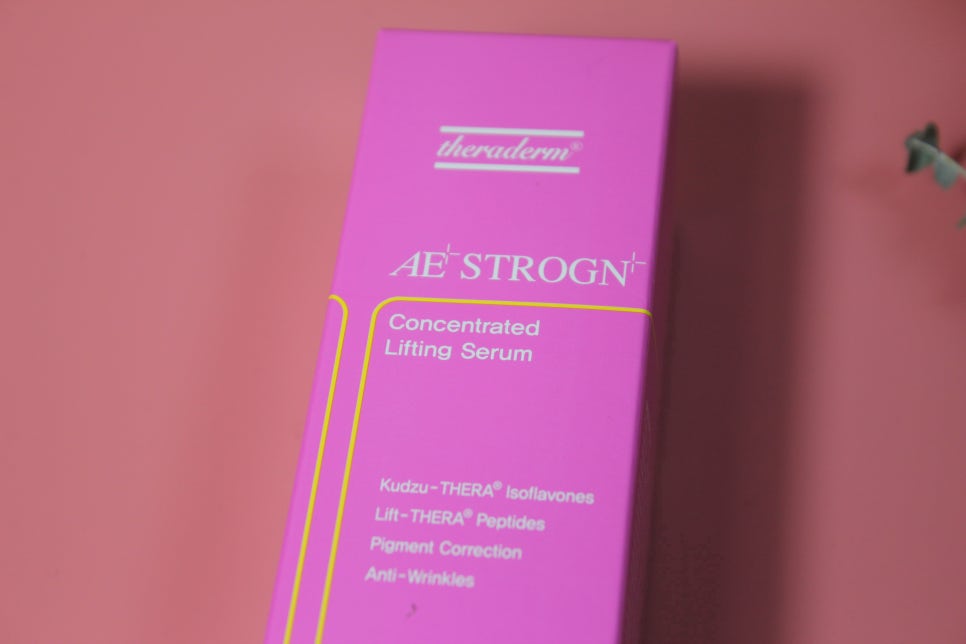 theraderm®
AE+STROGN+
Concentrated
Lifting Serum
Kudzu-THERA® Isoflavones
Lift-THERA® Peptides
Pigment Correction
Anti-Wrinkles